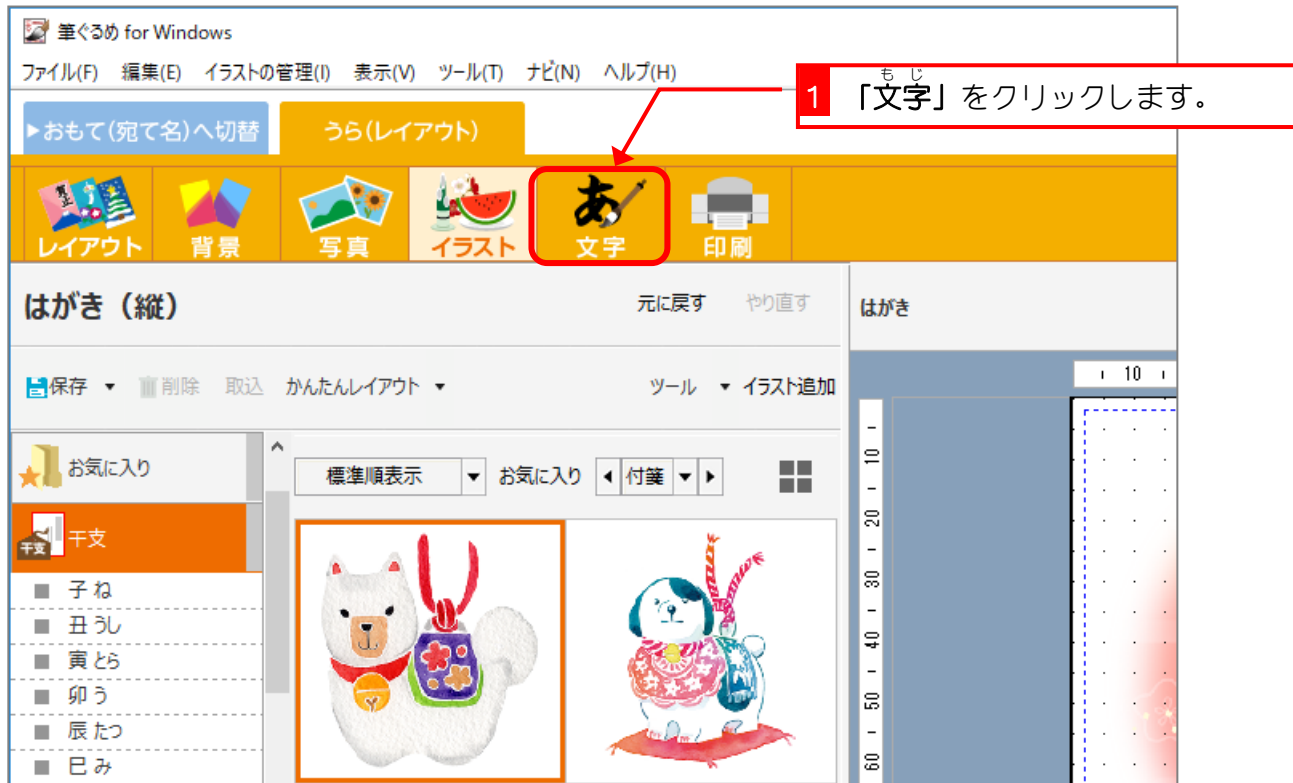 筆ぐるめ for Windows
ファイル(F) 編集(E) イラストの管理(I) 表示(V) ツール(T) ナビ(N) ヘルプ(H)
1 「文字」をクリックします。
もじ
▶おもて(宛て名)へ切替 うら(レイアウト)
レイアウト 背景 写真 イラスト 文字 印刷
あ
はがき（縦） 元に戻す やり直す はがき
保存 ▼ 削除 取込 かんたんレイアウト ▼ ツール ▼ イラスト追加
10
お気に入り
標準順表示 ▼ お気に入り ◀ 付箋 ▼ ▶
干支 干支
■ 子 ね
■ 丑 うし
■ 寅 とら
■ 卯 う
■ 辰 たつ
■ 巳 み
10
20
30
40
50
60